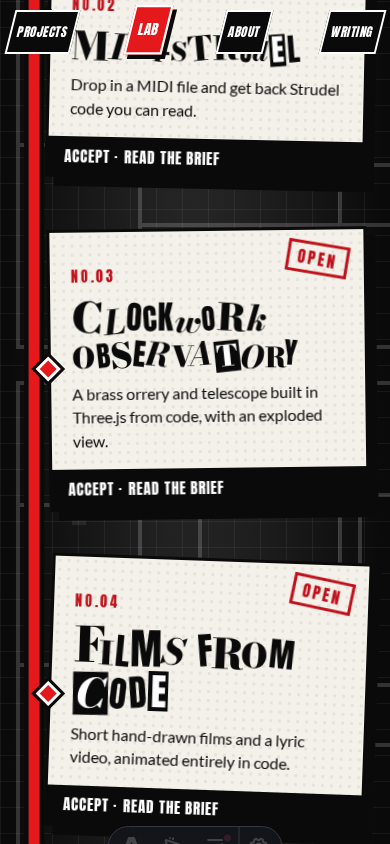 NO.02
PROJECTS
LAB
ABOUT
WRITING
Drop in a MIDI file and get back Strudel
code you can read.
ACCEPT · READ THE BRIEF
OPEN
NO.03
CLOCKwORk
OBSERVATORY
A brass orrery and telescope built in
Three.js from code, with an exploded
view.
ACCEPT · READ THE BRIEF
OPEN
NO.04
FILMS FROM
CODE
Short hand-drawn films and a lyric
video, animated entirely in code.
ACCEPT · READ THE BRIEF